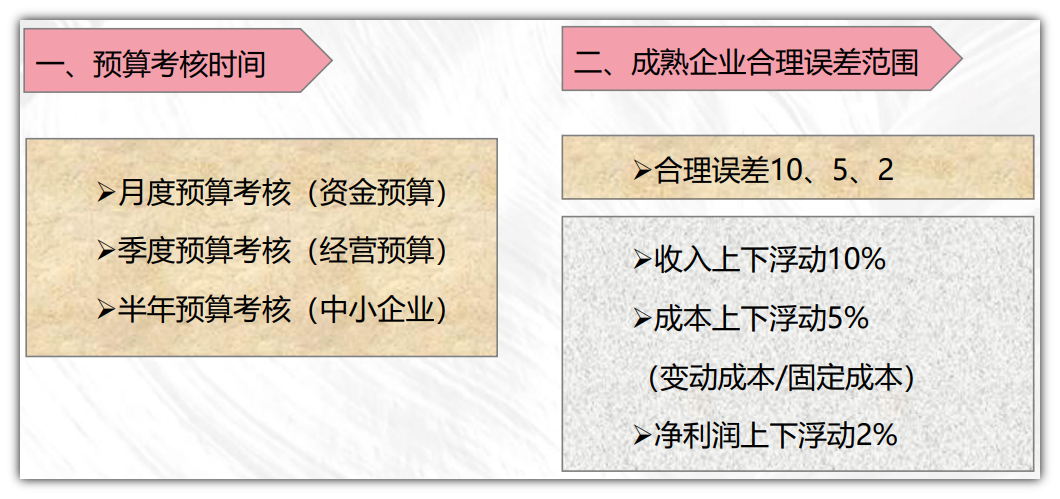 一、预算考核时间
➢月度预算考核（资金预算）
➢季度预算考核（经营预算）
➢半年预算考核（中小企业）
二、成熟企业合理误差范围
➢合理误差10、5、2
➢收入上下浮动10%
➢成本上下浮动5%
（变动成本/固定成本）
➢净利润上下浮动2%